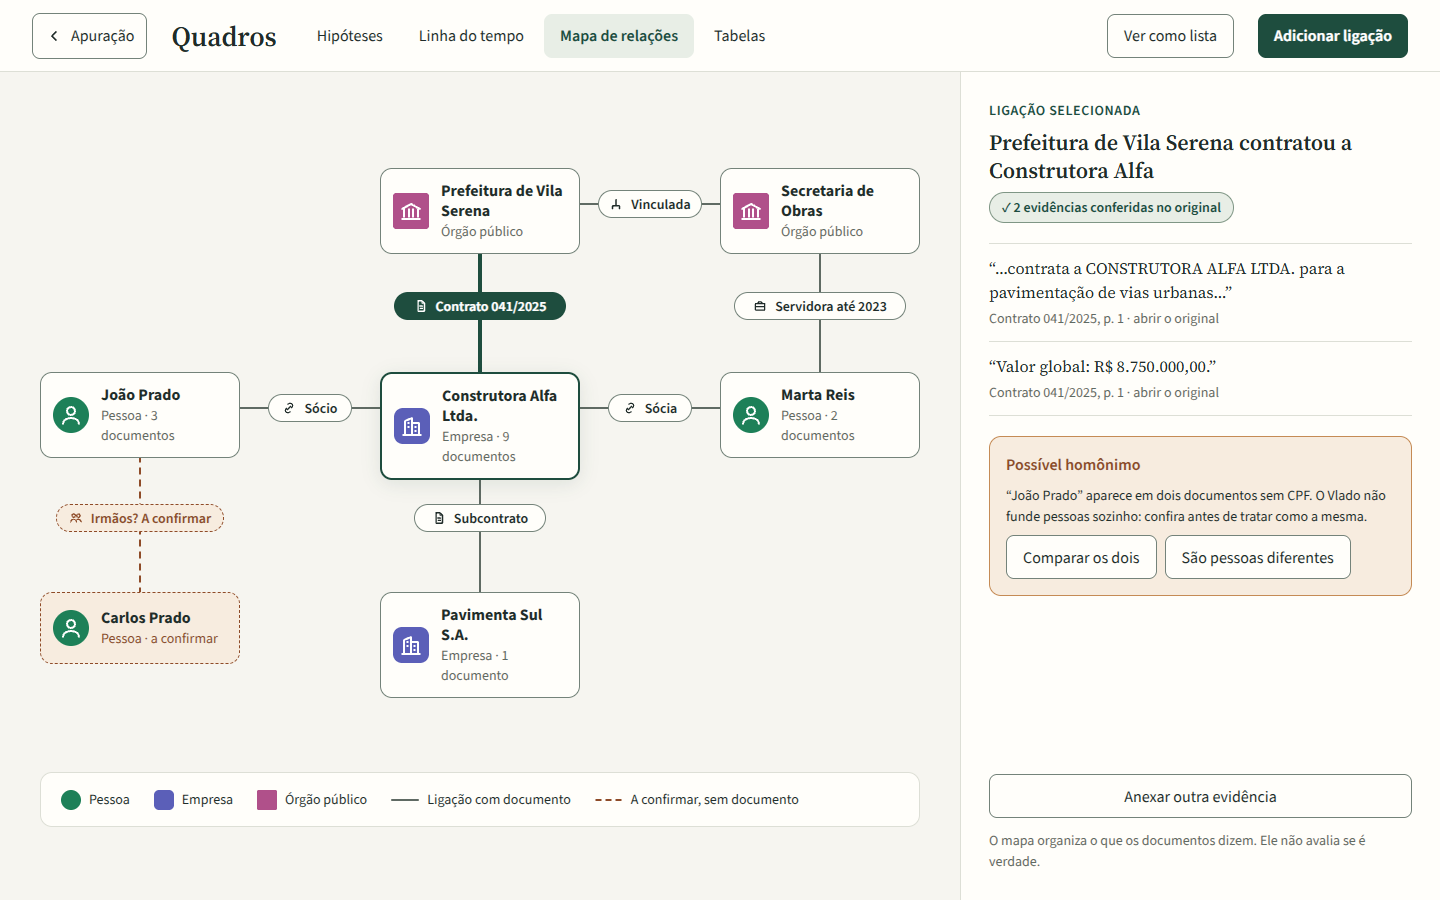 Apuração
Quadros
Hipóteses
Linha do tempo
Mapa de relações
Tabelas
Ver como lista
Adicionar ligação
Prefeitura de Vila
Serena
Órgão público
Vinculada
Secretaria de
Obras
Órgão público
Contrato 041/2025
Servidora até 2023
João Prado
Pessoa · 3
documentos
Sócio
Construtora Alfa
Ltda.
Empresa · 9
documentos
Sócia
Marta Reis
Pessoa · 2
documentos
Irmãos? A confirmar
Subcontrato
Carlos Prado
Pessoa · a confirmar
Pavimenta Sul
S.A.
Empresa · 1
documento
Pessoa
Empresa
Órgão público
Ligação com documento
A confirmar, sem documento
LIGAÇÃO SELECIONADA
Prefeitura de Vila Serena contratou a
Construtora Alfa
✓ 2 evidências conferidas no original
“...contrata a CONSTRUTORA ALFA LTDA. para a
pavimentação de vias urbanas...”
Contrato 041/2025, p. 1 · abrir o original
“Valor global: R$ 8.750.000,00.”
Contrato 041/2025, p. 1 · abrir o original
Possível homônimo
“João Prado” aparece em dois documentos sem CPF. O Vlado não
funde pessoas sozinho: confira antes de tratar como a mesma.
Comparar os dois
São pessoas diferentes
Anexar outra evidência
O mapa organiza o que os documentos dizem. Ele não avalia se é
verdade.